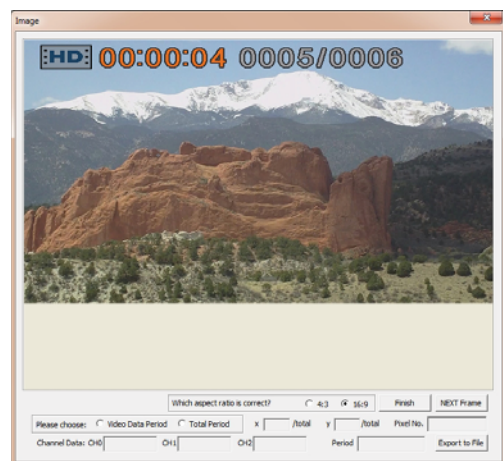 Image
HD 00:00:04 0005/0006
Which aspect ratio is correct? 4:3 16:9 Finish NEXT Frame
Please choose: Video Data Period Total Period x /total y /total Pixel No.
Channel Data: CH0 CH1 CH2 Period Export to File